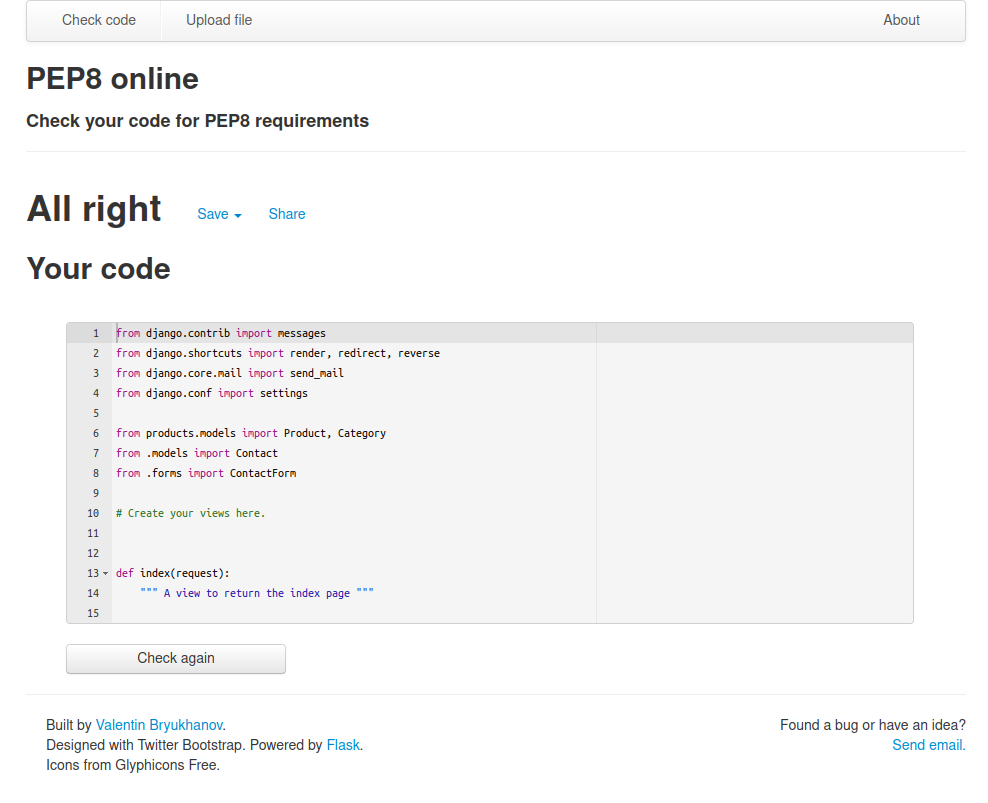 Check code Upload file About
PEP8 online
Check your code for PEP8 requirements
All right Save Share
Your code
1 from django.contrib import messages
2 from django.shortcuts import render, redirect, reverse
3 from django.core.mail import send_mail
4 from django.conf import settings
5
6 from products.models import Product, Category
7 from .models import Contact
8 from .forms import ContactForm
9
10 # Create your views here.
11
12
13 def index(request):
14     """ A view to return the index page """
15
Check again
Built by Valentin Bryukhanov. Found a bug or have an idea?
Designed with Twitter Bootstrap. Powered by Flask. Send email.
Icons from Glyphicons Free.